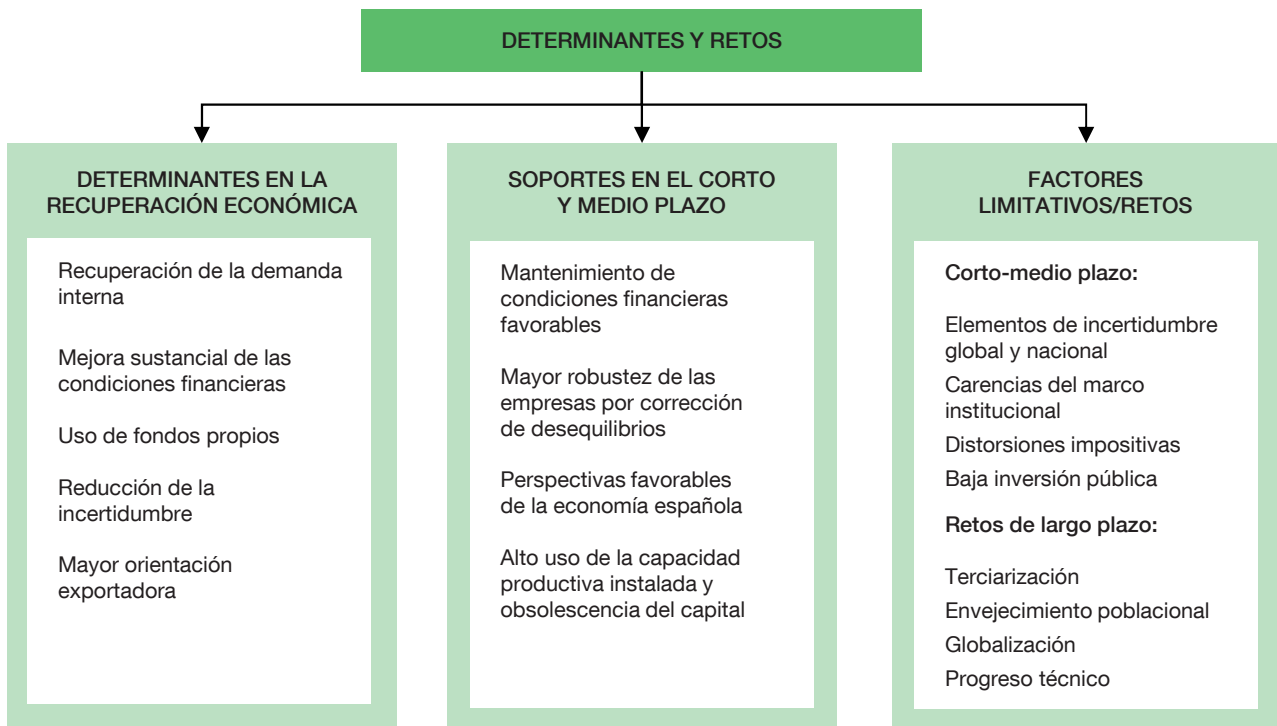 DETERMINANTES Y RETOS
DETERMINANTES EN LA
RECUPERACIÓN ECONÓMICA
Recuperación de la demanda
interna
Mejora sustancial de las
condiciones financieras
Uso de fondos propios
Reducción de la
incertidumbre
Mayor orientación
exportadora
SOPORTES EN EL CORTO
Y MEDIO PLAZO
Mantenimiento de
condiciones financieras
favorables
Mayor robustez de las
empresas por corrección
de desequilibrios
Perspectivas favorables
de la economía española
Alto uso de la capacidad
productiva instalada y
obsolescencia del capital
FACTORES
LIMITATIVOS/RETOS
Corto-medio plazo:
Elementos de incertidumbre
global y nacional
Carencias del marco
institucional
Distorsiones impositivas
Baja inversión pública
Retos de largo plazo:
Terciarización
Envejecimiento poblacional
Globalización
Progreso técnico